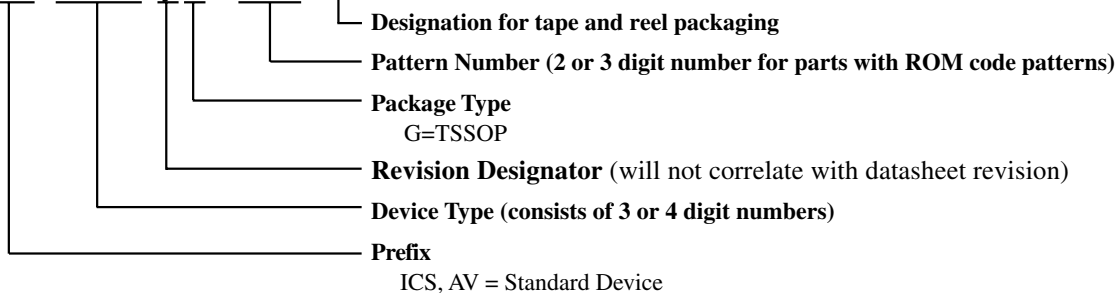 Designation for tape and reel packaging
Pattern Number (2 or 3 digit number for parts with ROM code patterns)
Package Type
G=TSSOP
Revision Designator (will not correlate with datasheet revision)
Device Type (consists of 3 or 4 digit numbers)
Prefix
ICS, AV = Standard Device